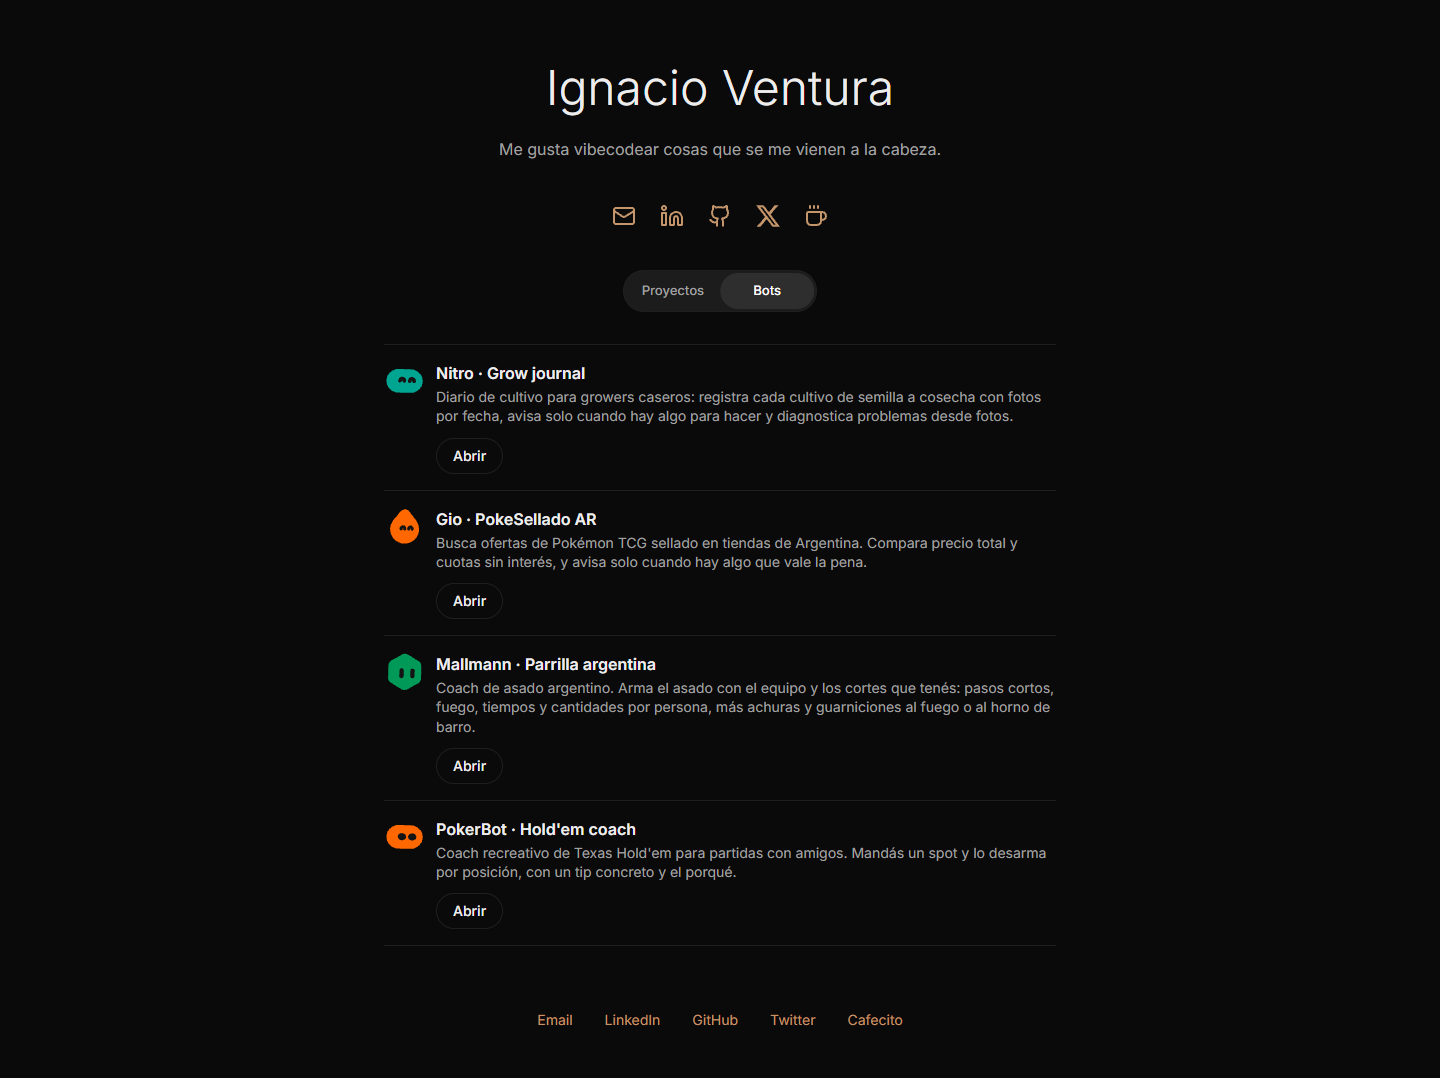 Ignacio Ventura
Me gusta vibecodear cosas que se me vienen a la cabeza.
Proyectos
Bots
Nitro · Grow journal
Diario de cultivo para growers caseros: registra cada cultivo de semilla a cosecha con fotos
por fecha, avisa solo cuando hay algo para hacer y diagnostica problemas desde fotos.
Abrir
Gio · PokeSellado AR
Busca ofertas de Pokémon TCG sellado en tiendas de Argentina. Compara precio total y
cuotas sin interés, y avisa solo cuando hay algo que vale la pena.
Abrir
Mallmann · Parrilla argentina
Coach de asado argentino. Arma el asado con el equipo y los cortes que tenés: pasos cortos,
fuego, tiempos y cantidades por persona, más achuras y guarniciones al fuego o al horno de
barro.
Abrir
PokerBot · Hold'em coach
Coach recreativo de Texas Hold'em para partidas con amigos. Mandás un spot y lo desarma
por posición, con un tip concreto y el porqué.
Abrir
Email LinkedIn GitHub Twitter Cafecito